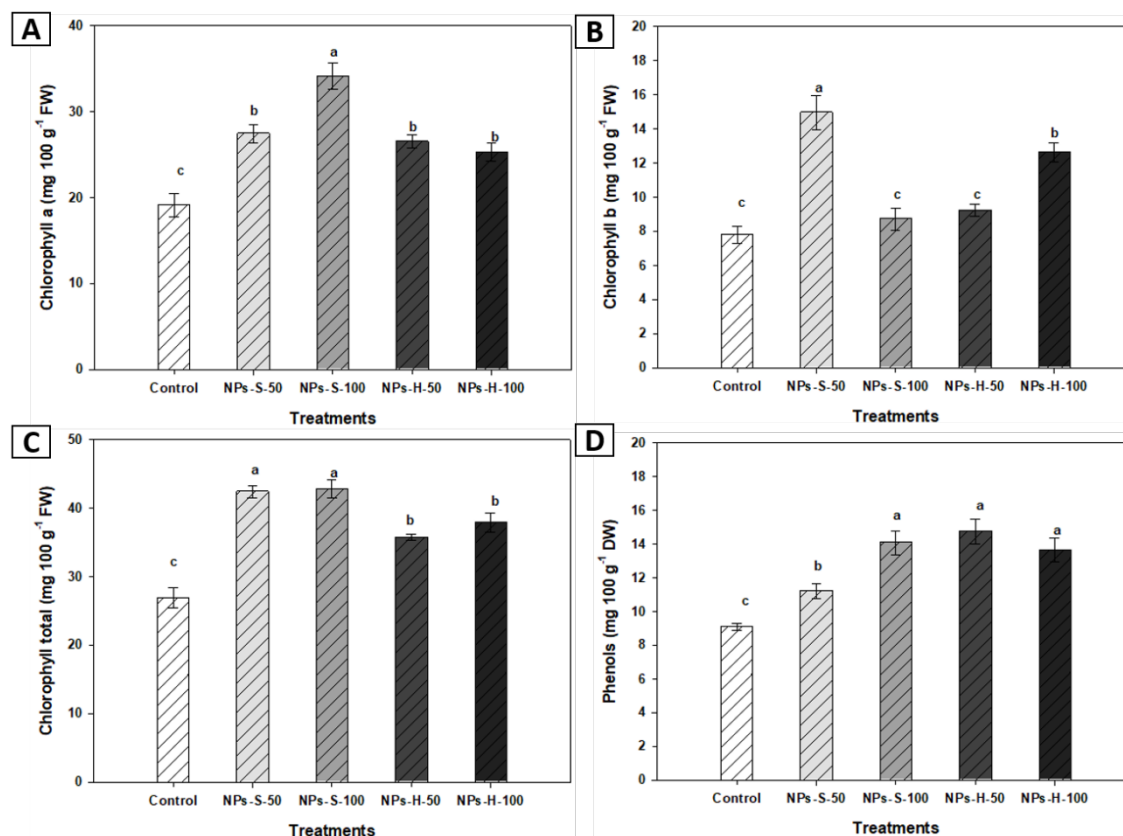 A
Chlorophyll a (mg 100 g⁻¹ FW)
40
30
20
10
0
c
b
a
b
b
Control NPs-S-50 NPs-S-100 NPs-H-50 NPs-H-100
Treatments
B
Chlorophyll b (mg 100 g⁻¹ FW)
20
18
16
14
12
10
8
6
4
2
0
c
a
c
c
b
Control NPs-S-50 NPs-S-100 NPs-H-50 NPs-H-100
Treatments
C
Chlorophyll total (mg 100 g⁻¹ FW)
50
40
30
20
10
0
c
a
a
b
b
Control NPs-S-50 NPs-S-100 NPs-H-50 NPs-H-100
Treatments
D
Phenols (mg 100 g⁻¹ DW)
20
18
16
14
12
10
8
6
4
2
0
c
b
a
a
a
Control NPs-S-50 NPs-S-100 NPs-H-50 NPs-H-100
Treatments